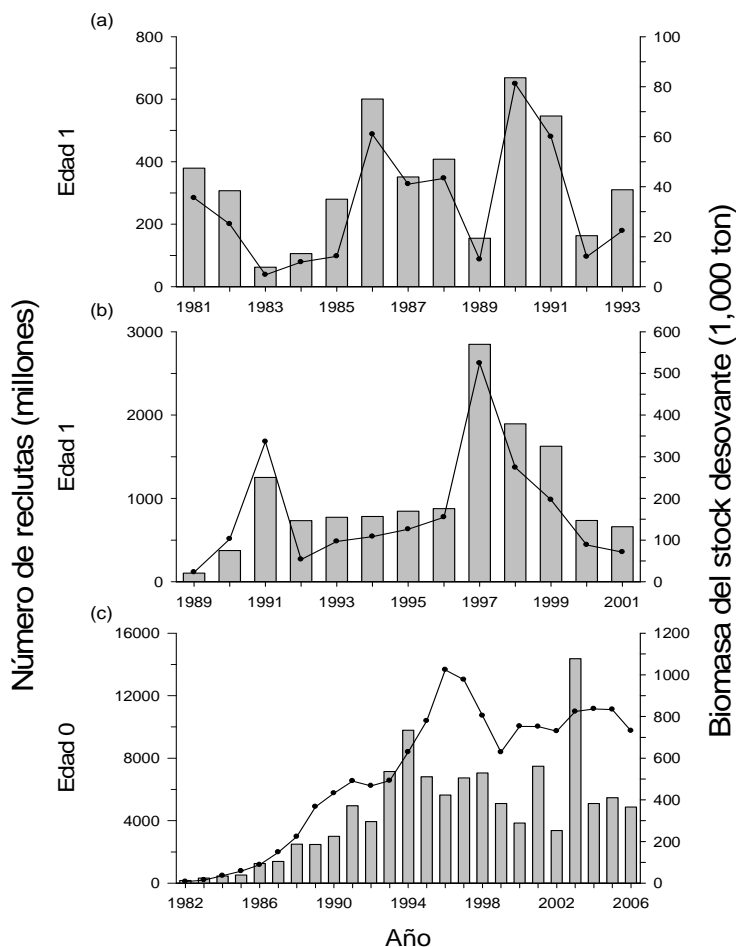 (a)
800
600
400
200
0
100
80
60
40
20
0
Edad 1
1981 1983 1985 1987 1989 1991 1993
(b)
3000
2000
1000
0
600
500
400
300
200
100
0
Edad 1
1989 1991 1993 1995 1997 1999 2001
(c)
16000
12000
8000
4000
0
1200
1000
800
600
400
200
0
Edad 0
1982 1986 1990 1994 1998 2002 2006
Número de reclutas (millones)
Biomasa del stock desovante (1,000 ton)
Año